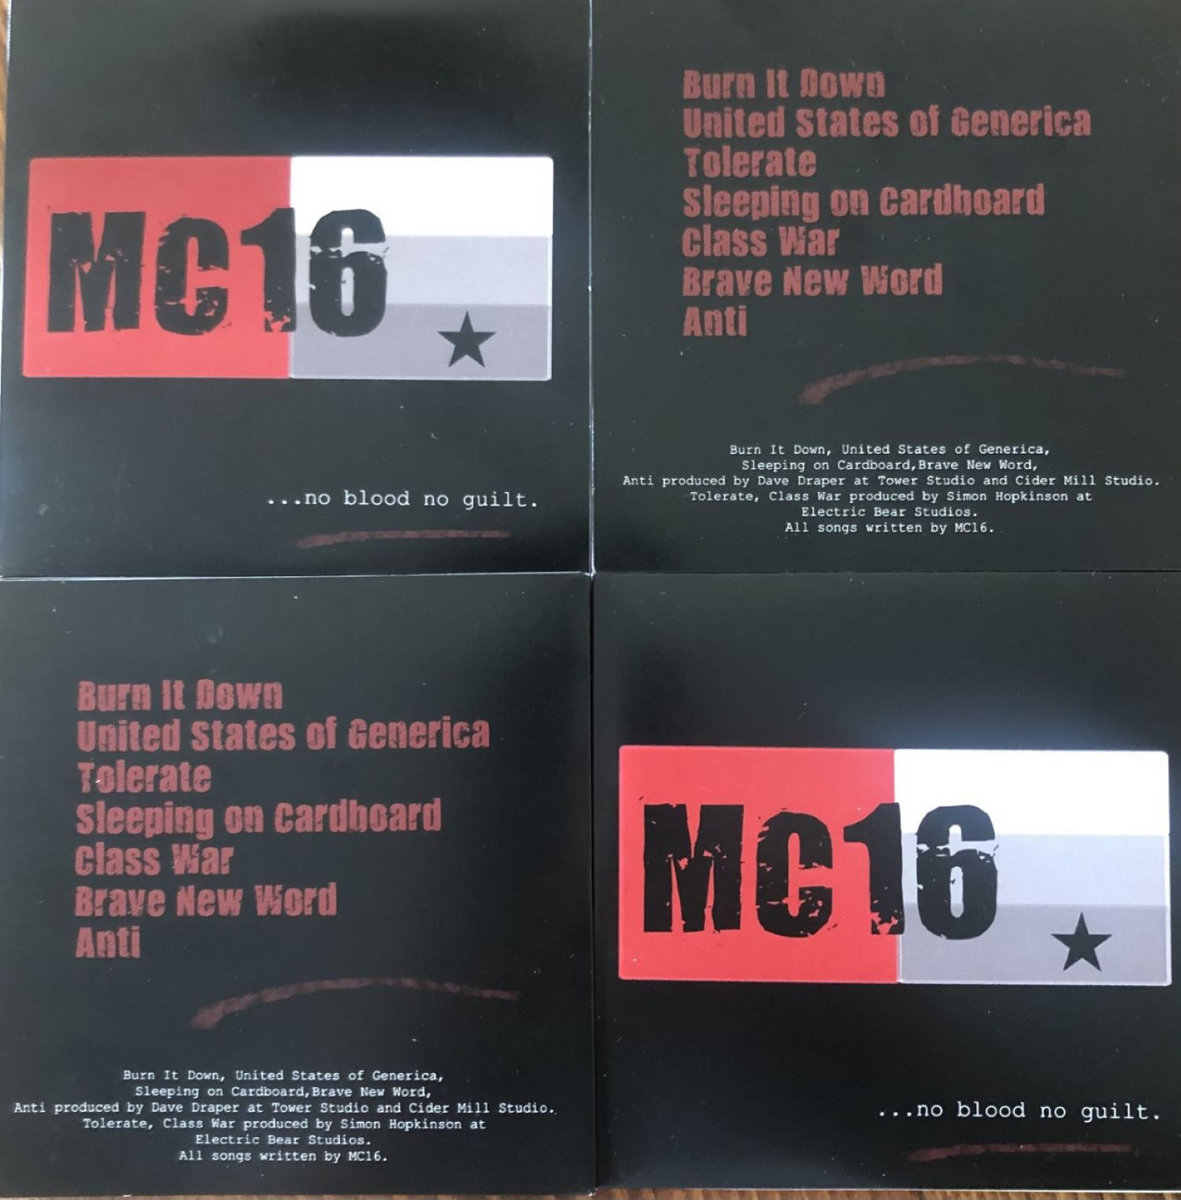 MC16
...no blood no guilt.
Burn It Down
United States of Generica
Tolerate
Sleeping on Cardboard
Class War
Brave New Word
Anti
Burn It Down, United States of Generica,
Sleeping on Cardboard,Brave New Word,
Anti produced by Dave Draper at Tower Studio and Cider Mill Studio.
Tolerate, Class War produced by Simon Hopkinson at
Electric Bear Studios.
All songs written by MC16.
Burn It Down
United States of Generica
Tolerate
Sleeping on Cardboard
Class War
Brave New Word
Anti
Burn It Down, United States of Generica,
Sleeping on Cardboard,Brave New Word,
Anti produced by Dave Draper at Tower Studio and Cider Mill Studio.
Tolerate, Class War produced by Simon Hopkinson at
Electric Bear Studios.
All songs written by MC16.
MC16
...no blood no guilt.